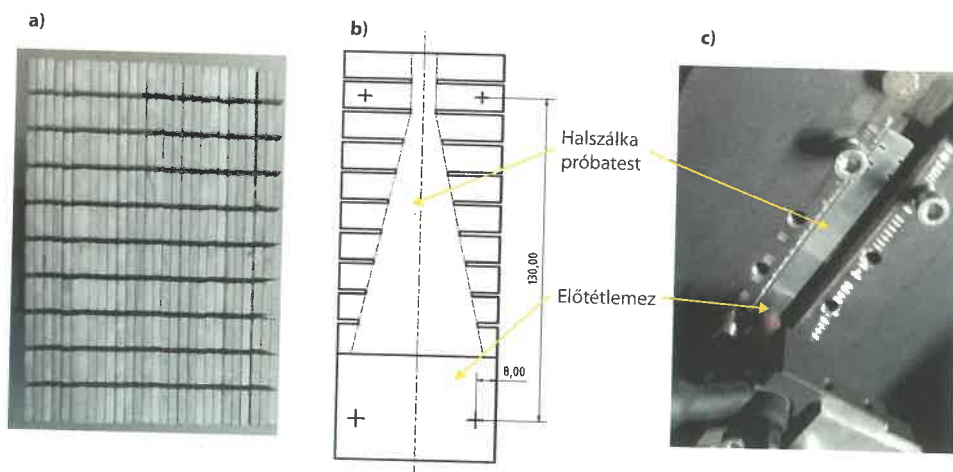 a)
b)
c)
Halszálka
próbatest
130,00
Előtétlemez
8,00